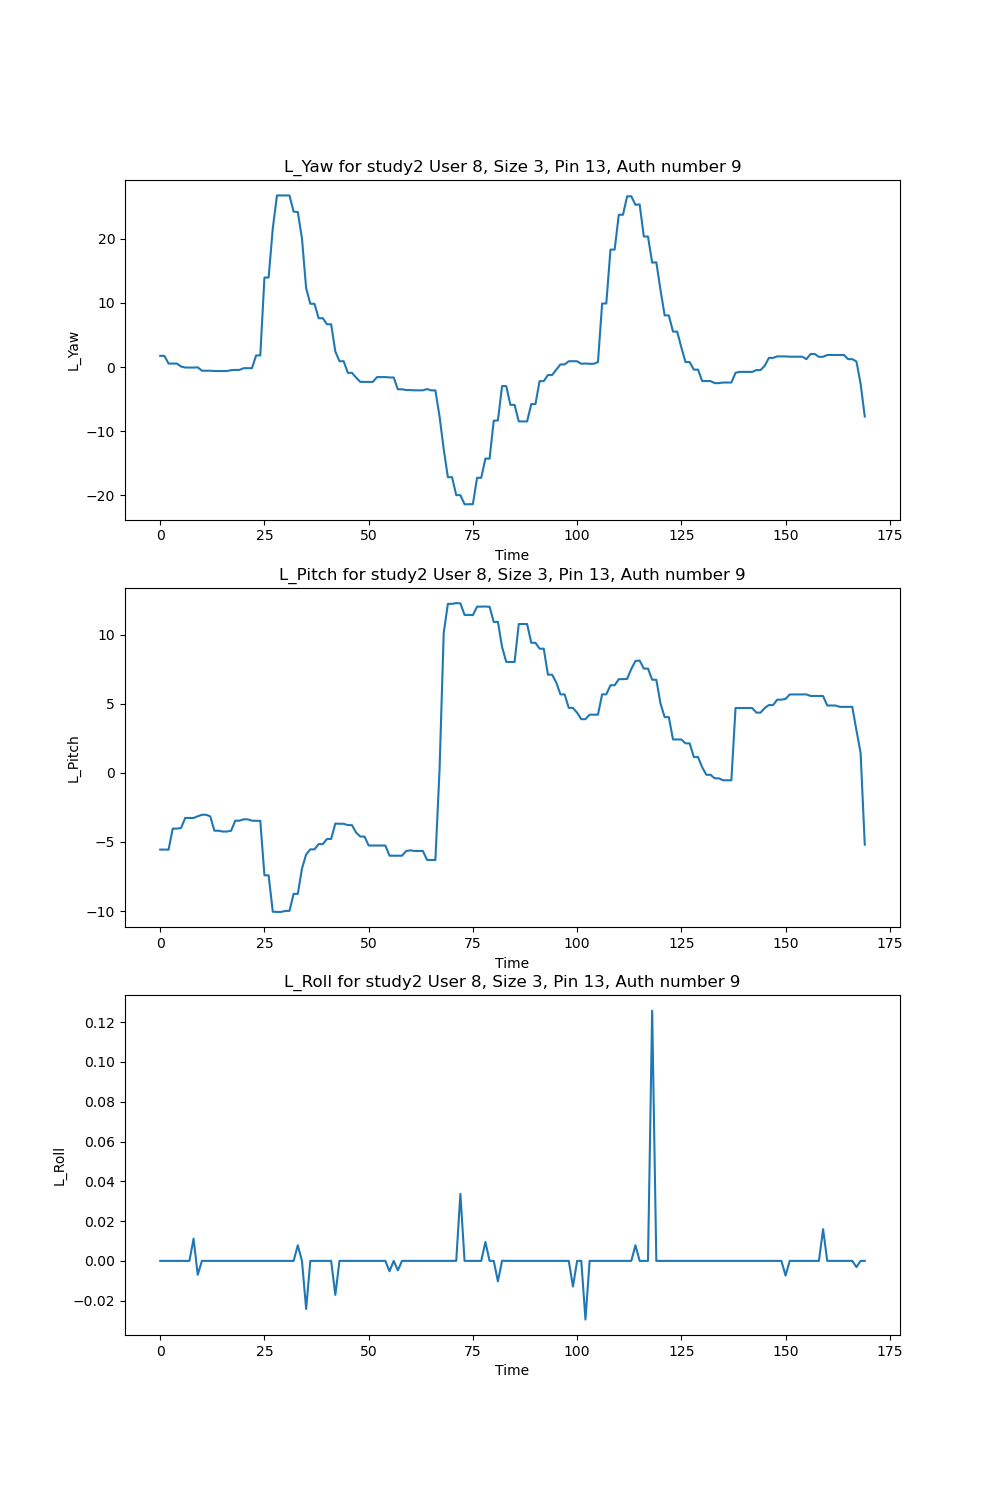 L_Yaw for study2 User 8, Size 3, Pin 13, Auth number 9
20
10
0
−10
−20
L_Yaw
0 25 50 75 100 125 150 175
Time
L_Pitch for study2 User 8, Size 3, Pin 13, Auth number 9
10
5
0
−5
−10
L_Pitch
0 25 50 75 100 125 150 175
Time
L_Roll for study2 User 8, Size 3, Pin 13, Auth number 9
0.12
0.10
0.08
0.06
0.04
0.02
0.00
−0.02
L_Roll
0 25 50 75 100 125 150 175
Time